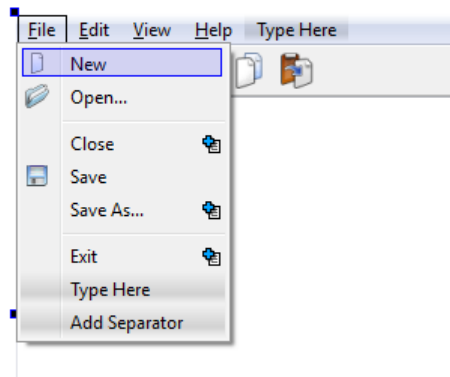 File Edit View Help Type Here
New
Open...
Close
Save
Save As...
Exit
Type Here
Add Separator